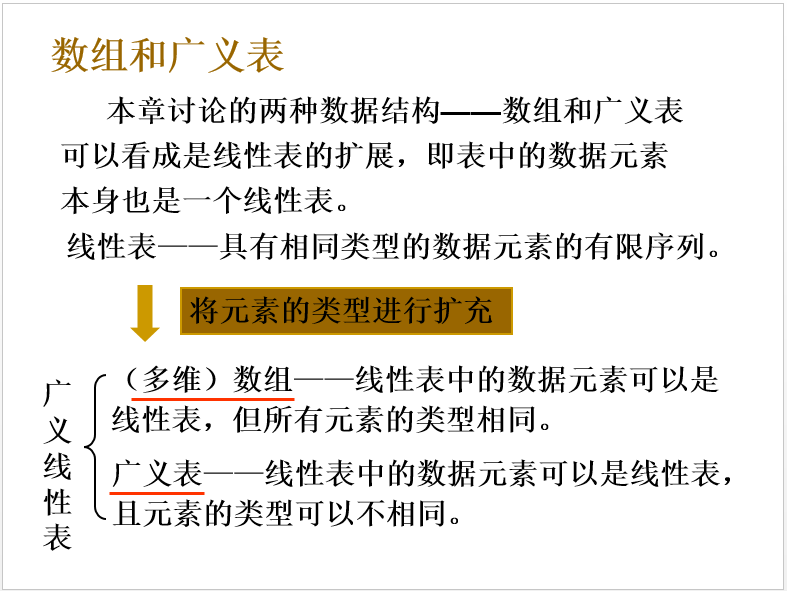 数组和广义表
本章讨论的两种数据结构——数组和广义表
可以看成是线性表的扩展，即表中的数据元素
本身也是一个线性表。
线性表——具有相同类型的数据元素的有限序列。
将元素的类型进行扩充
广义线性表
（多维）数组——线性表中的数据元素可以是
线性表，但所有元素的类型相同。
广义表——线性表中的数据元素可以是线性表，
且元素的类型可以不相同。